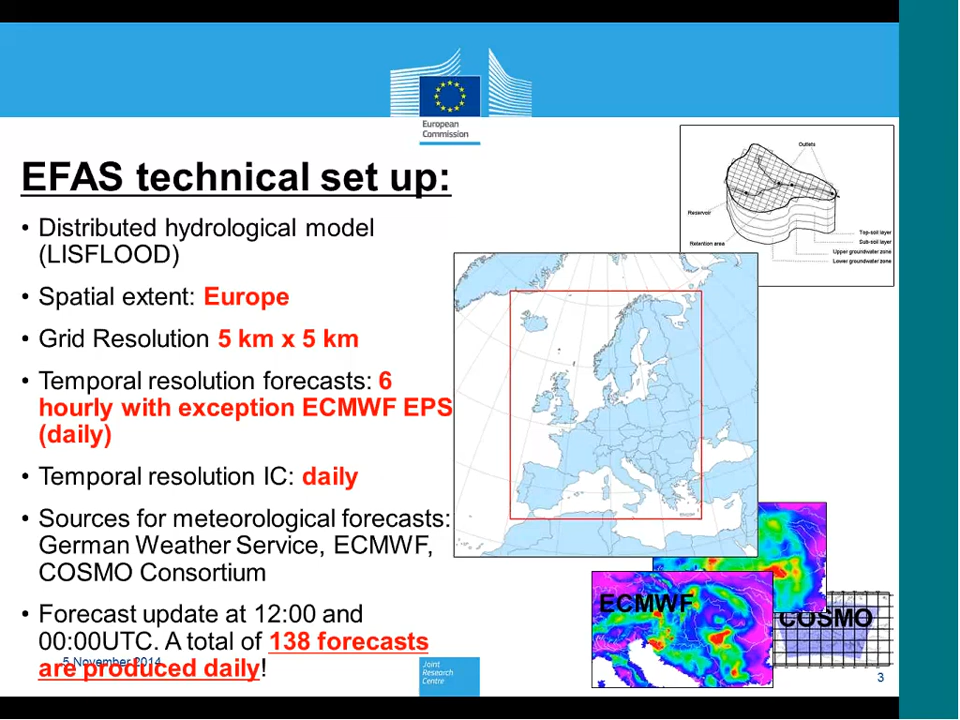 European
Commission
EFAS technical set up:
• Distributed hydrological model
(LISFLOOD)
• Spatial extent: Europe
• Grid Resolution 5 km x 5 km
• Temporal resolution forecasts: 6
hourly with exception ECMWF EPS
(daily)
• Temporal resolution IC: daily
• Sources for meteorological forecasts:
German Weather Service, ECMWF,
COSMO Consortium
• Forecast update at 12:00 and
00:00UTC. A total of 138 forecasts
are produced daily!
5 November 2014
Outlets
Reservoir
Retention area
Top-soil layer
Sub-soil layer
Upper groundwater zone
Lower groundwater zone
ECMWF
COSMO
Joint
Research
Centre
3